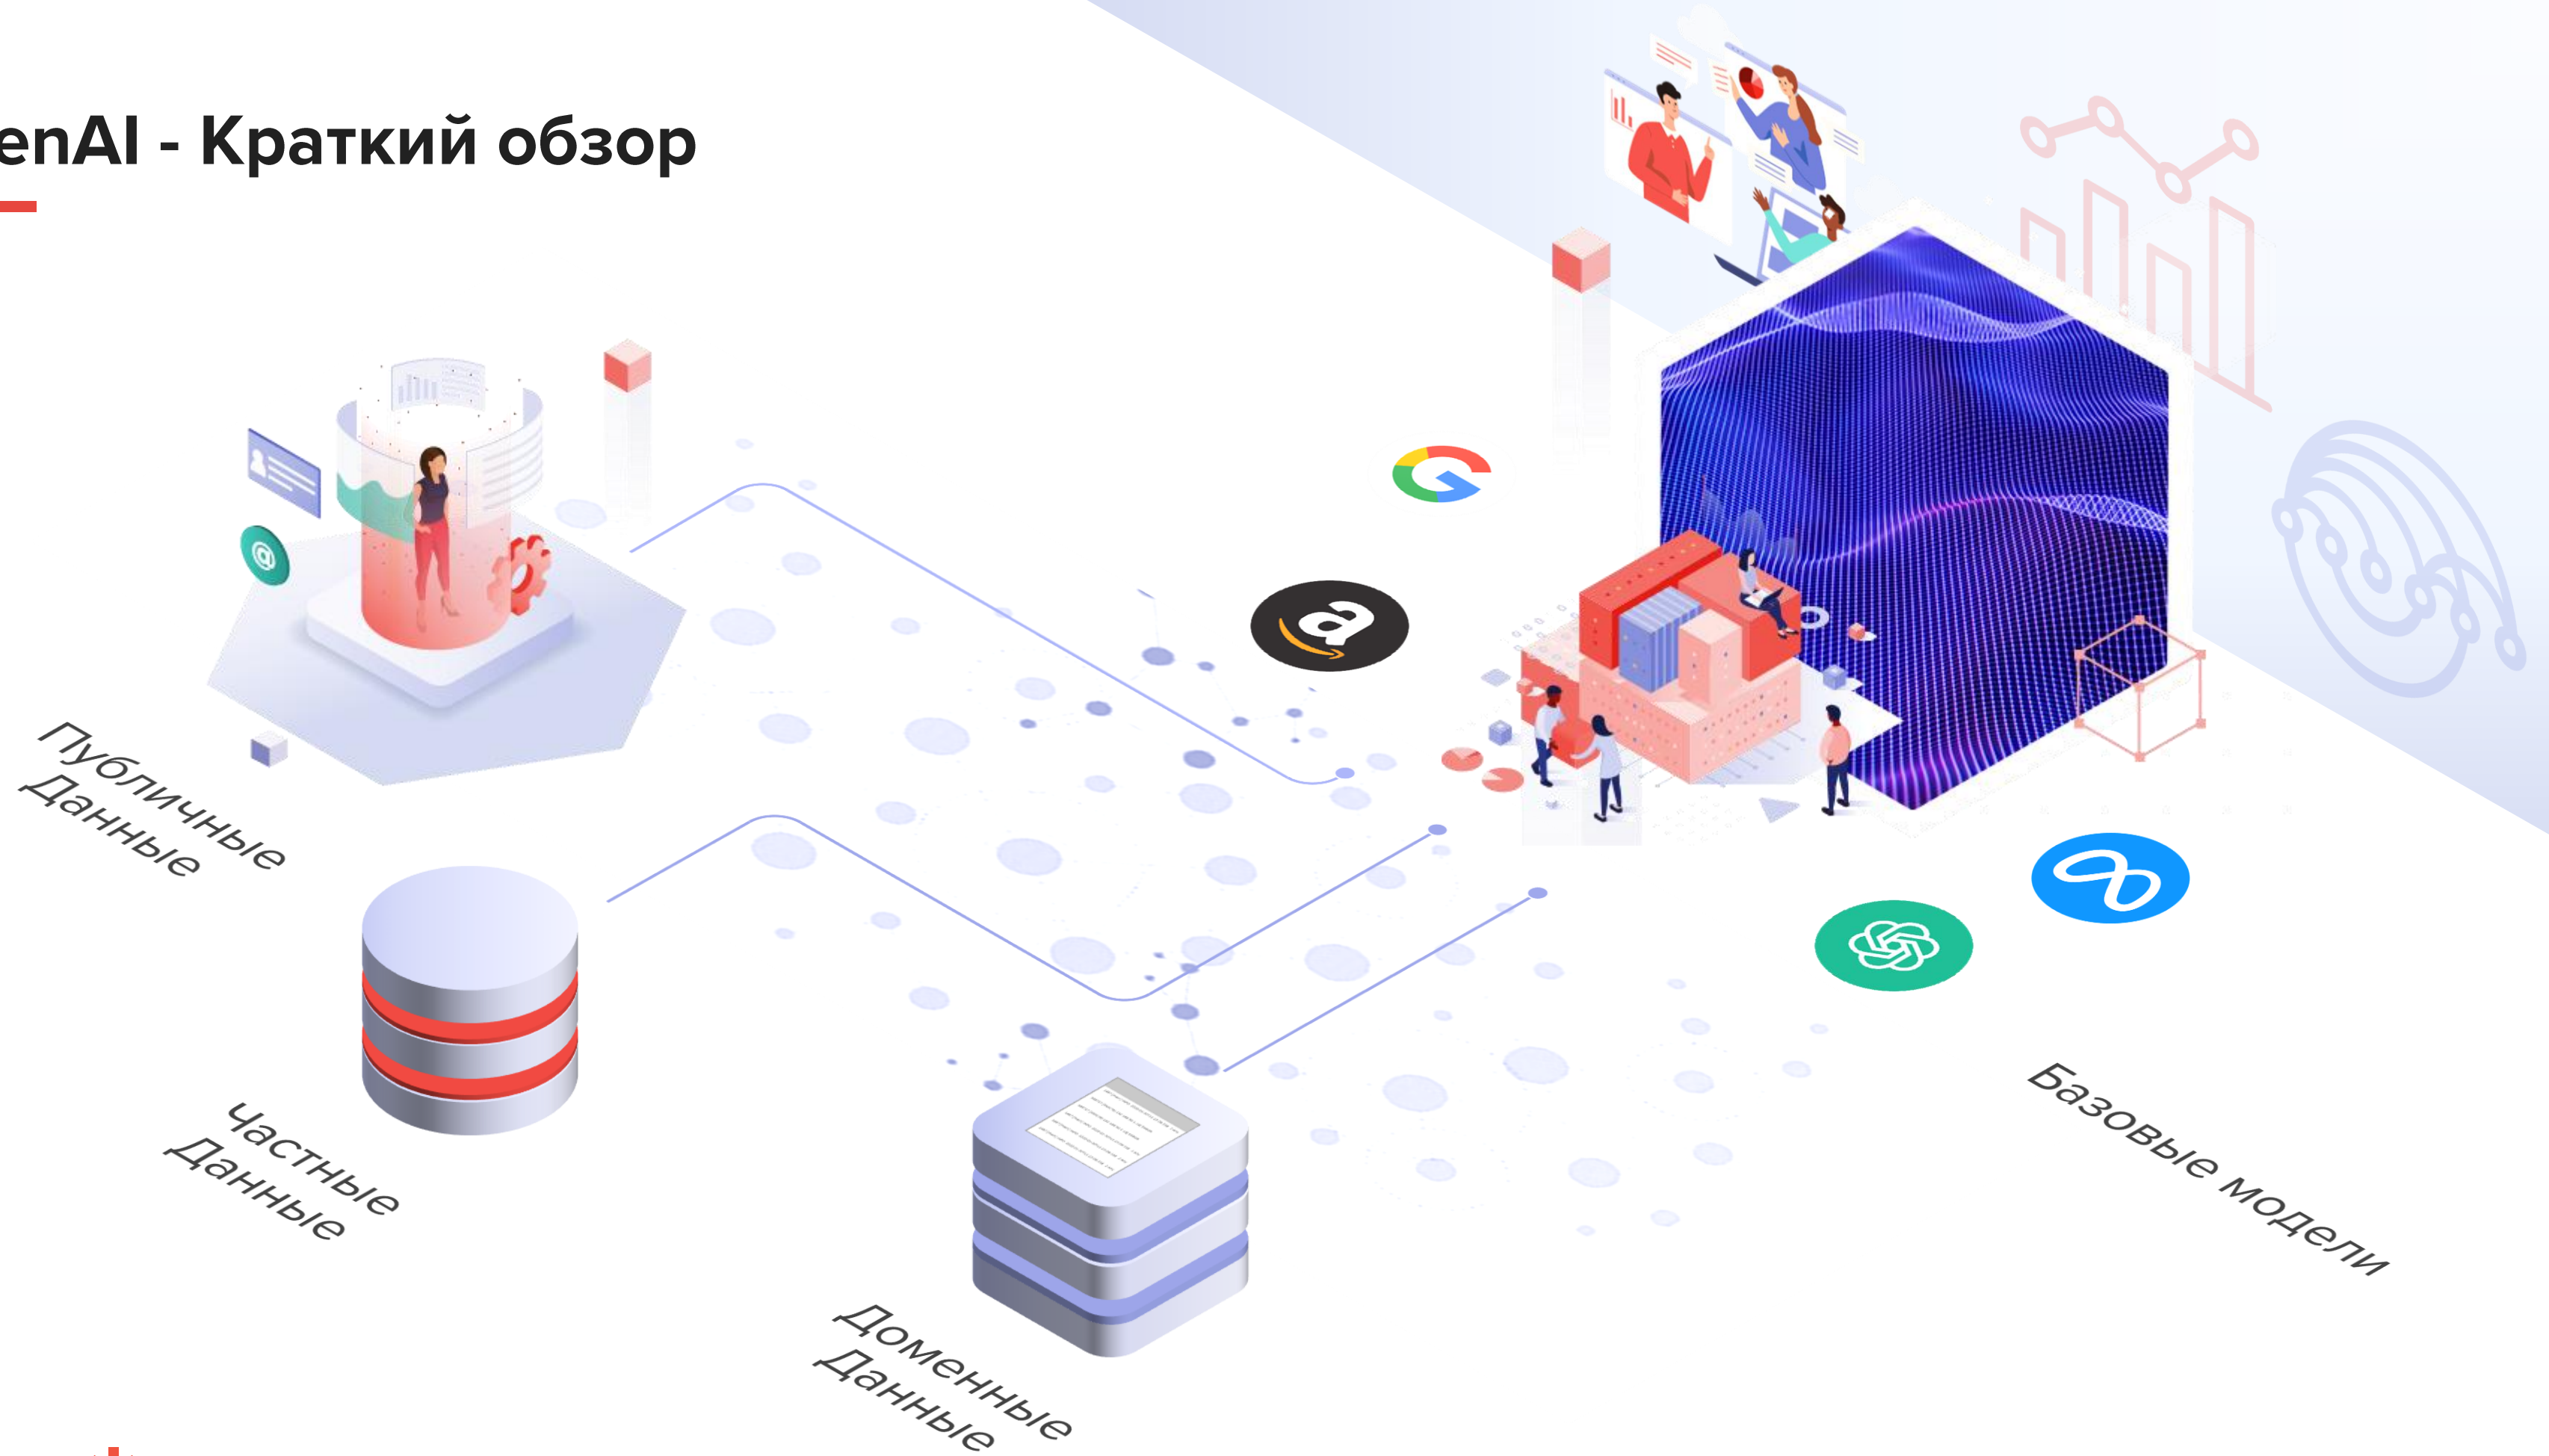 enAI - Краткий обзор
Публичные
Данные
Частные
Данные
Доменные
Данные
Базовые модели